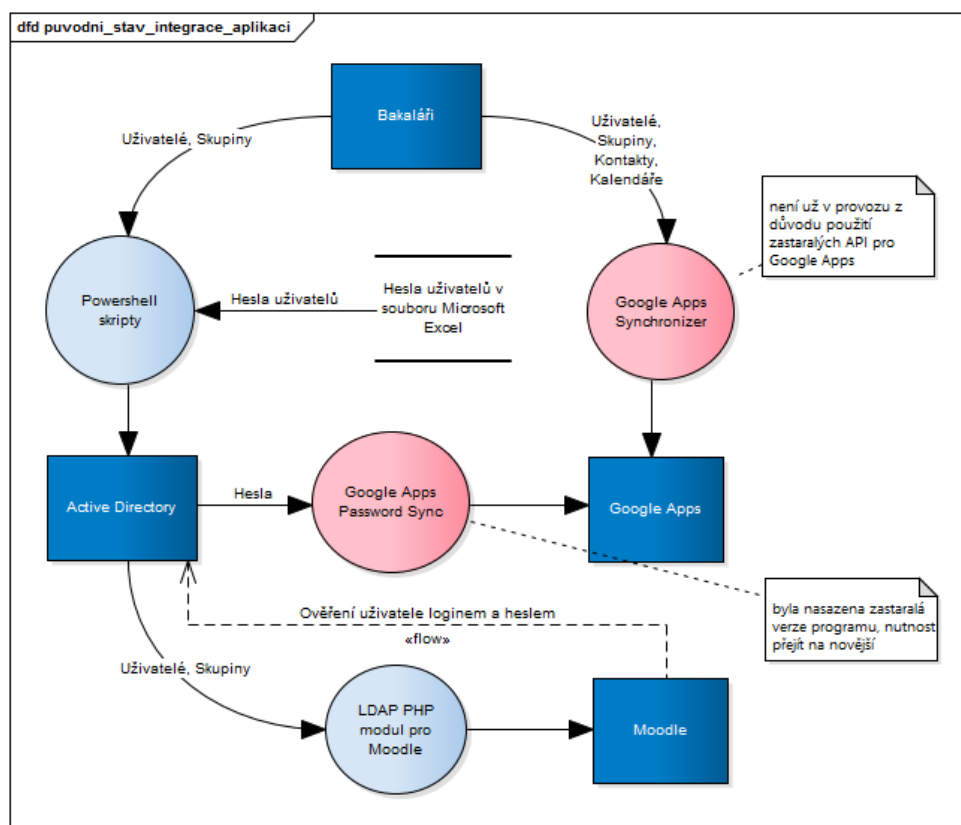 dfd puvodni_stav_integrace_aplikaci
Bakaláři
Uživatelé, Skupiny
Uživatelé,
Skupiny,
Kontakty,
Kalendáře
není už v provozu z
důvodu použití
zastaralých API pro
Google Apps
Powershell
skripty
Hesla uživatelů
Hesla uživatelů v
souboru Microsoft
Excel
Google Apps
Synchronizer
Active Directory
Hesla
Google Apps
Password Sync
Google Apps
byla nasazena zastaralá
verze programu, nutnost
přejít na novější
Ověření uživatele loginem a heslem
«flow»
Uživatelé, Skupiny
LDAP PHP
modul pro
Moodle
Moodle